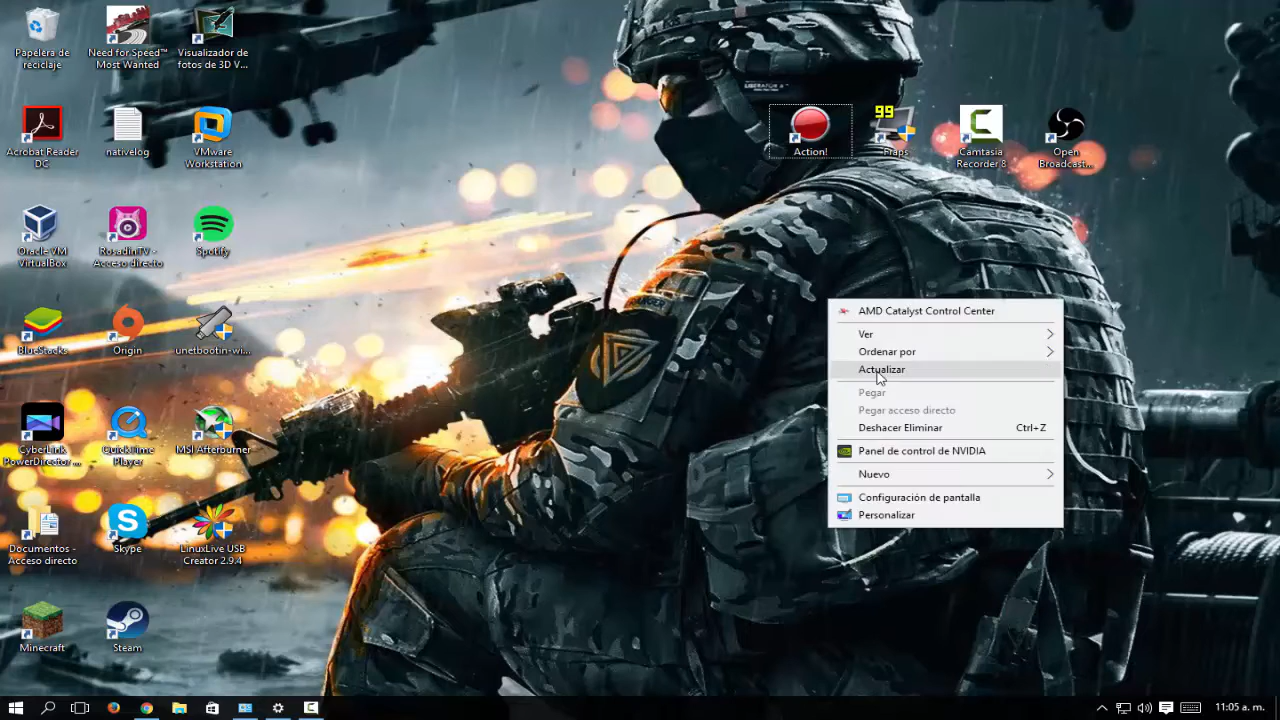 Papelera de
reciclaje
Need for Speed™
Most Wanted
Visualizador de
fotos de 3D V...
Acrobat Reader
DC
nativelog
VMware
Workstation
Action!
99
Fraps
Camtasia
Recorder 8
Open
Broadcast...
Oracle VM
VirtualBox
RosadinTV -
Acceso directo
Spotify
BlueStacks
Origin
unetbootin-wi...
CyberLink
PowerDirector ...
QuickTime
Player
MSI Afterburner
Documentos -
Acceso directo
Skype
LinuxLive USB
Creator 2.9.4
Minecraft
Steam
AMD Catalyst Control Center
Ver
Ordenar por
Actualizar
Pegar
Pegar acceso directo
Deshacer Eliminar Ctrl+Z
Panel de control de NVIDIA
Nuevo
Configuración de pantalla
Personalizar
11:05 a. m.